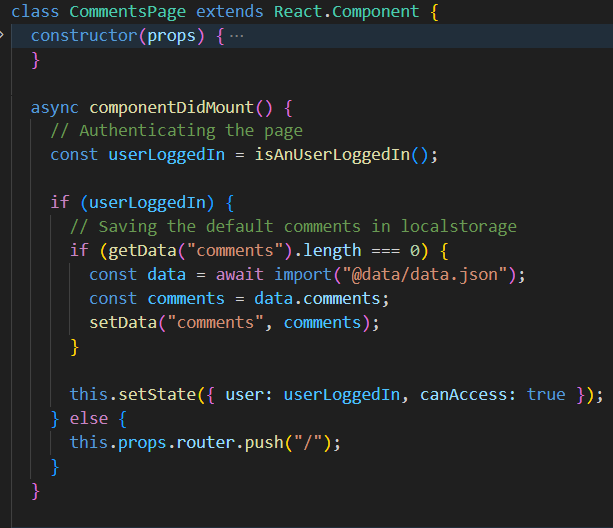 class CommentsPage extends React.Component {
  constructor(props) {···
  }

  async componentDidMount() {
    // Authenticating the page
    const userLoggedIn = isAnUserLoggedIn();

    if (userLoggedIn) {
      // Saving the default comments in localstorage
      if (getData("comments").length === 0) {
        const data = await import("@data/data.json");
        const comments = data.comments;
        setData("comments", comments);
      }

      this.setState({ user: userLoggedIn, canAccess: true });
    } else {
      this.props.router.push("/");
    }
  }